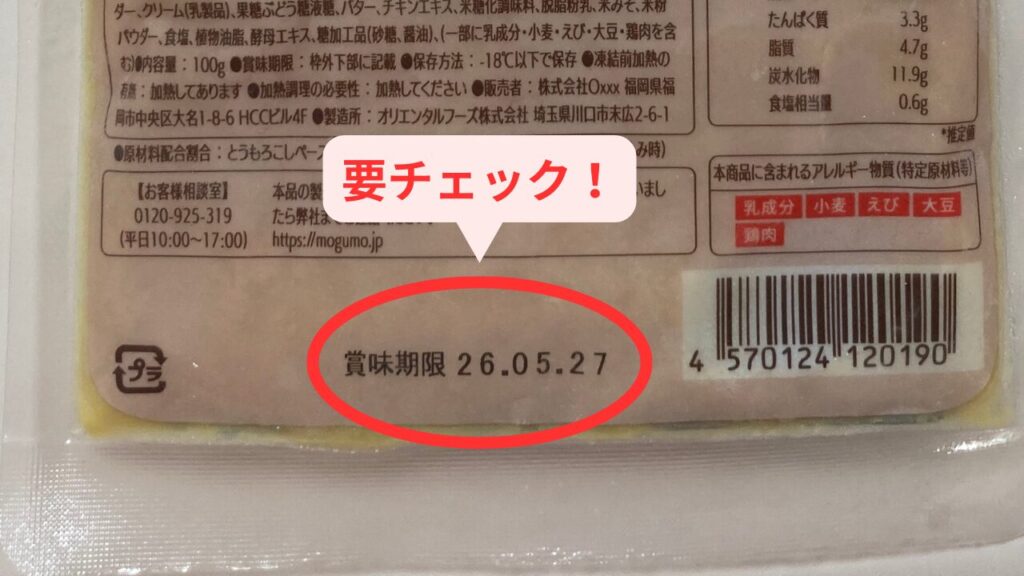 ダー、クリーム(乳製品)、果糖ぶどう糖液糖、バター、チキンエキス、米糖化調味料、脱脂粉乳、米みそ、米粉
パウダー、食塩、植物油脂、酵母エキス、糖加工品(砂糖、醤油)、(一部に乳成分・小麦・えび・大豆・鶏肉を含
む)●内容量：100g ●賞味期限：枠外下部に記載 ●保存方法：-18℃以下で保存 ●凍結前加熱の
有無：加熱してあります ●加熱調理の必要性：加熱してください ●販売者：株式会社Oxxx 福岡県福
岡市中央区大名1-8-6 HCCビル4F ●製造所：オリエンタルフーズ株式会社 埼玉県川口市末広2-6-1
●原材料配合割合：とうもろこしペース
み時)
【お客様相談室】
0120-925-319
(平日10:00〜17:00)
本品の製
いまし
たら弊社ま
https://mogumo.jp
たんぱく質 3.3g
脂質 4.7g
炭水化物 11.9g
食塩相当量 0.6g
*推定値
本商品に含まれるアレルギー物質(特定原材料等)
乳成分 小麦 えび 大豆
鶏肉
要チェック！
プラ
賞味期限 26.05.27
4 570124 120190